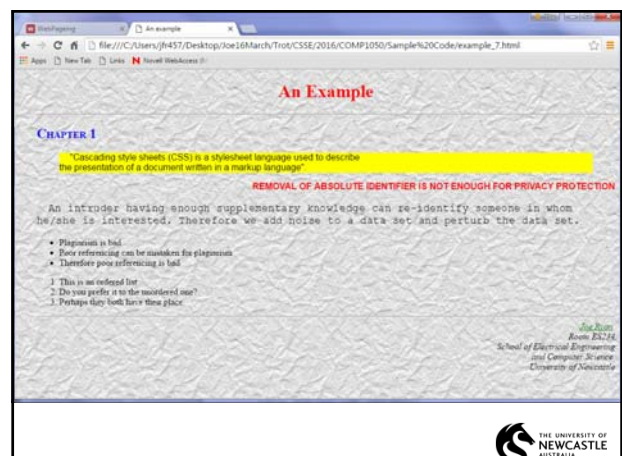 WebPageing
An example
file:///C:/Users/jfr457/Desktop/Joe16March/Trot/CSSE/2016/COMP1050/Sample%20Code/example_7.html
Apps New Tab Links Novell WebAccess
An Example
CHAPTER 1
"Cascading style sheets (CSS) is a stylesheet language used to describe
the presentation of a document written in a markup language"
REMOVAL OF ABSOLUTE IDENTIFIER IS NOT ENOUGH FOR PRIVACY PROTECTION
An intruder having enough supplementary knowledge can re-identify someone in whom
he/she is interested. Therefore we add noise to a data set and perturb the data set.
Plagiarism is bad
Poor referencing can be mistaken for plagiarism
Therefore poor referencing is bad
1. This is an ordered list
2. Do you prefer it to the unordered one?
3. Perhaps they both have their place
Joe Ryan
Room ES234
School of Electrical Engineering
and Computer Science
University of Newcastle
THE UNIVERSITY OF
NEWCASTLE
AUSTRALIA